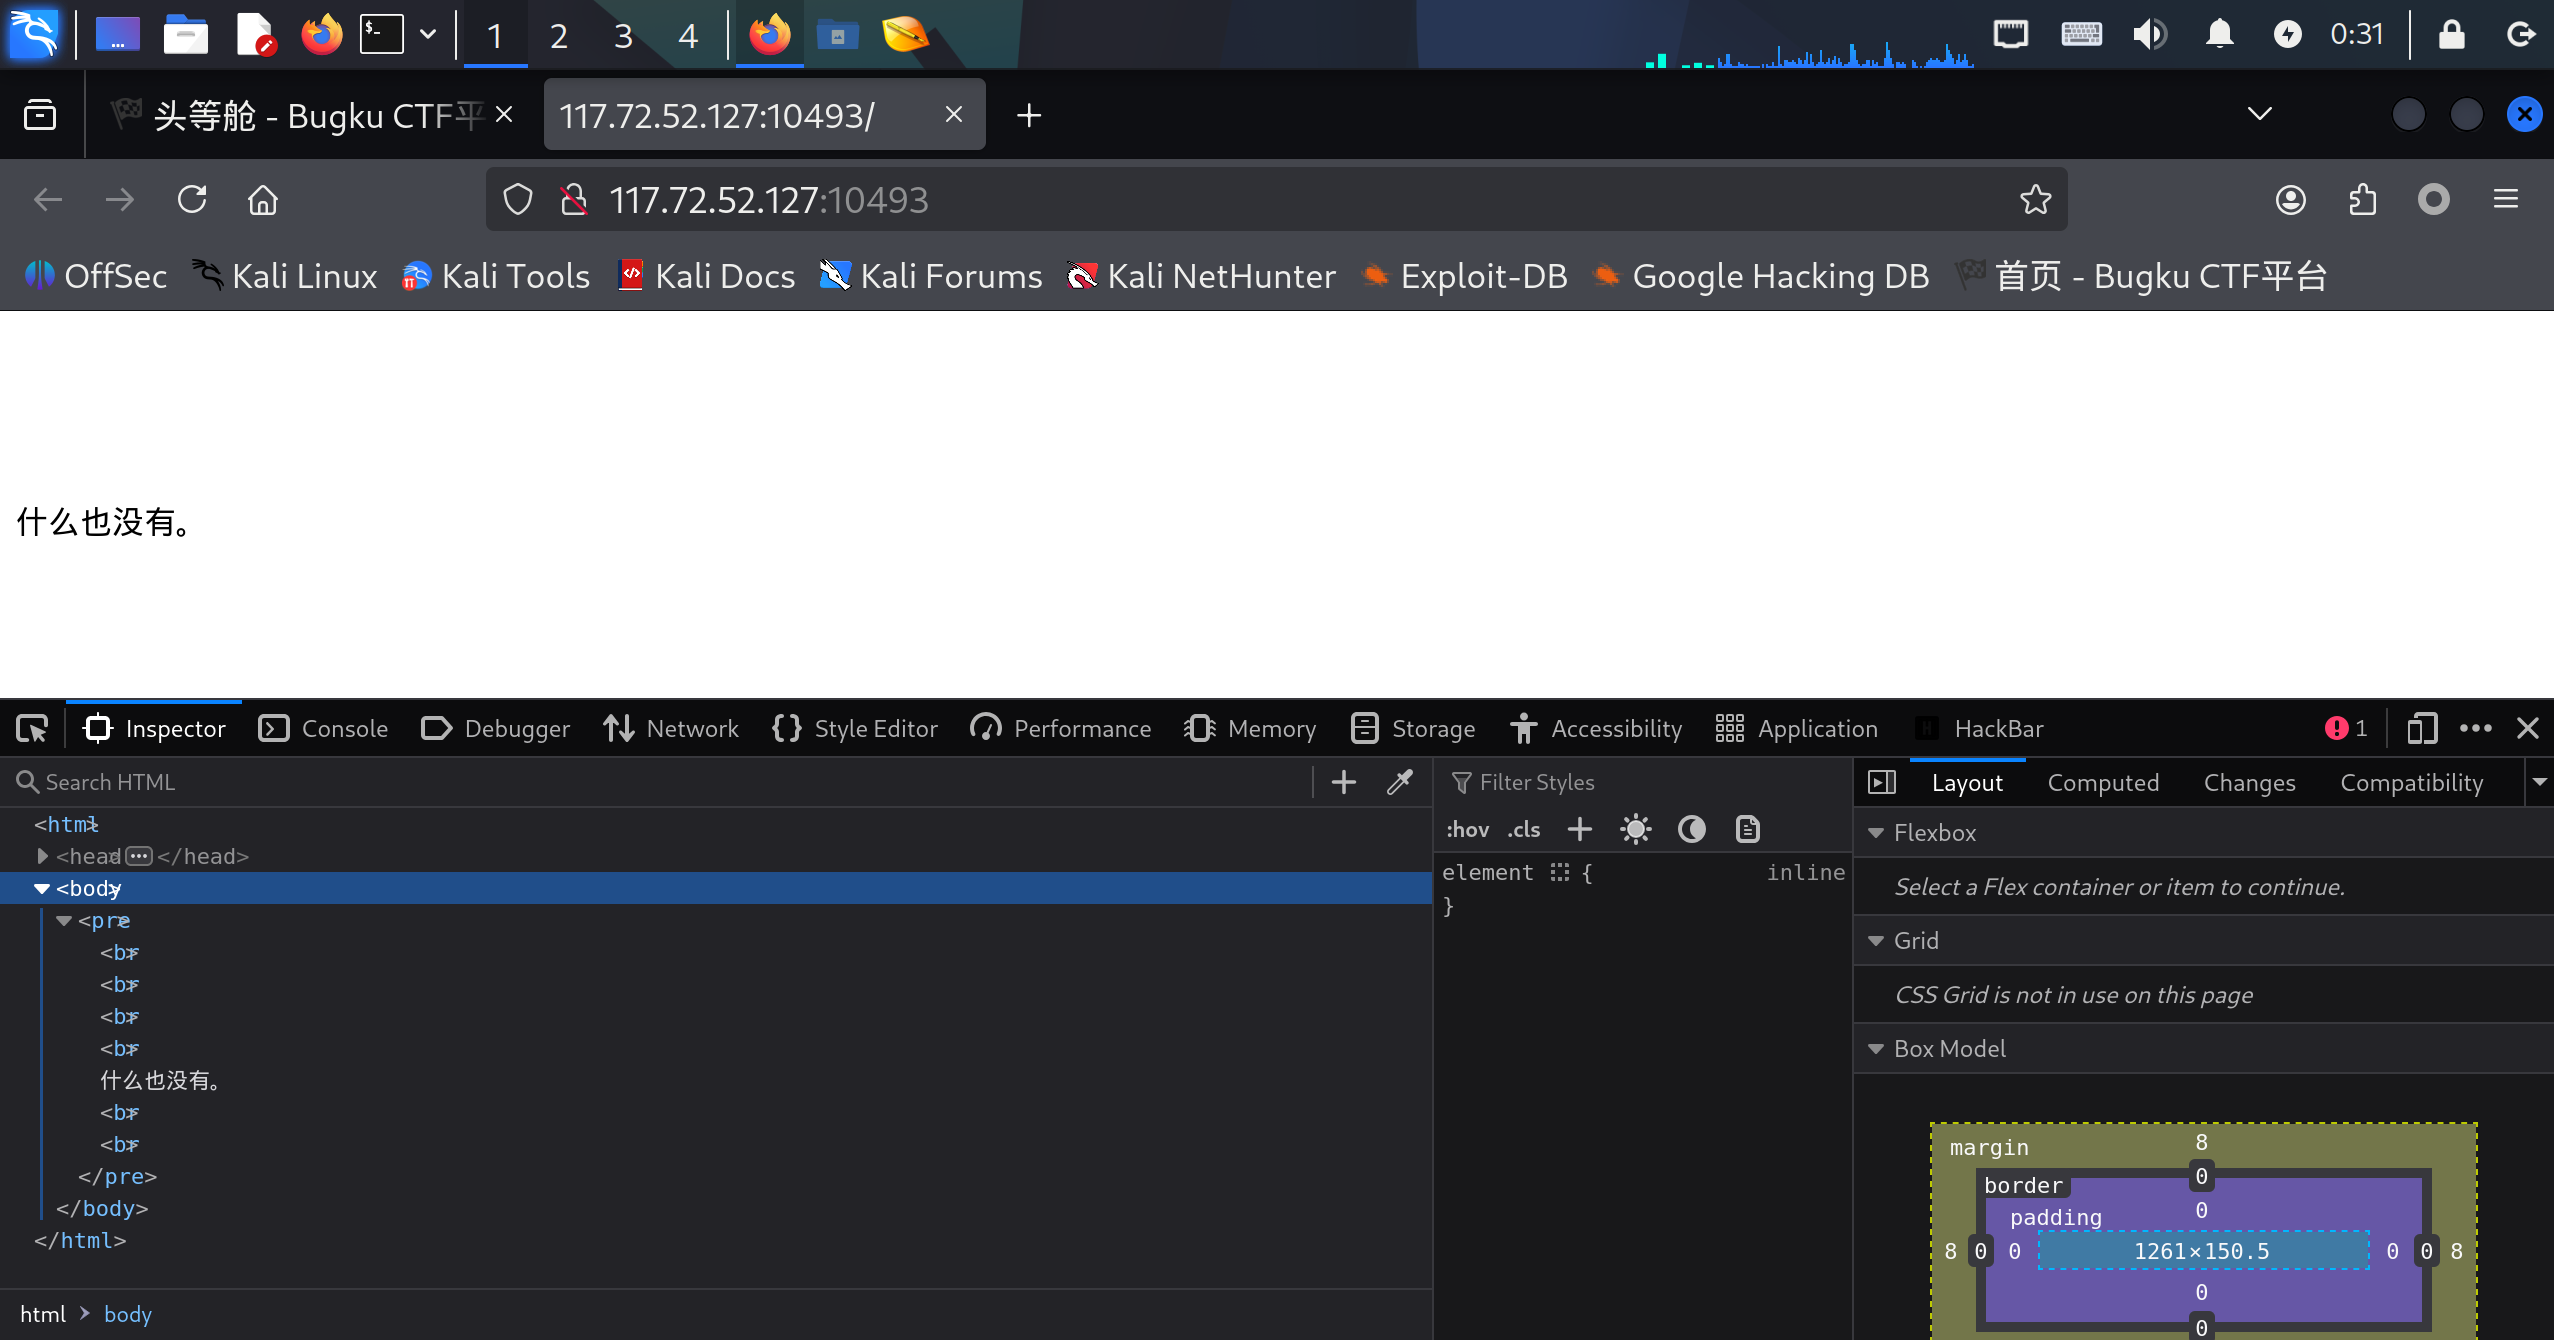 1 2 3 4 0:31
头等舱 - Bugku CTF平
117.72.52.127:10493/
117.72.52.127:10493
OffSec Kali Linux Kali Tools Kali Docs Kali Forums Kali NetHunter Exploit-DB Google Hacking DB 首页 - Bugku CTF平台
什么也没有。
Inspector Console Debugger Network Style Editor Performance Memory Storage Accessibility Application HackBar 1
Search HTML
Filter Styles
Layout Computed Changes Compatibility
:hov .cls
<html>
<head> ... </head>
<body>
<pre>
<br>
<br>
<br>
<br>
什么也没有。
<br>
<br>
</pre>
</body>
</html>
html > body
element { inline
}
Flexbox
Select a Flex container or item to continue.
Grid
CSS Grid is not in use on this page
Box Model
margin 8
border 0
padding 0
8 0 0 1261×150.5 0 0 8
0
0